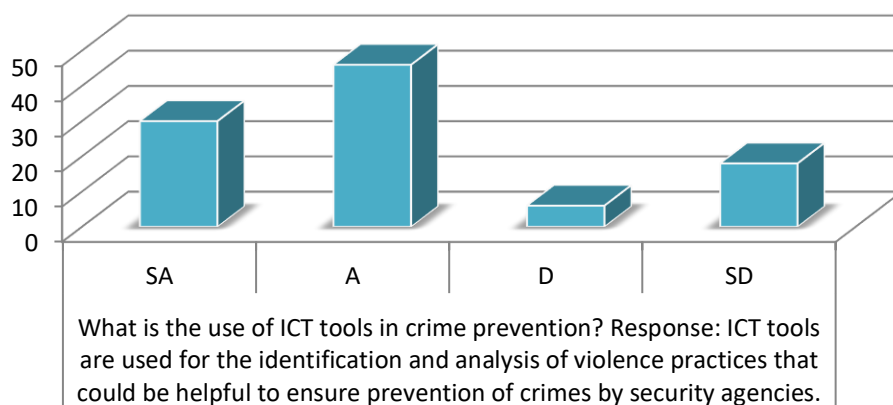 50
40
30
20
10
0
SA A D SD
What is the use of ICT tools in crime prevention? Response: ICT tools
are used for the identification and analysis of violence practices that
could be helpful to ensure prevention of crimes by security agencies.